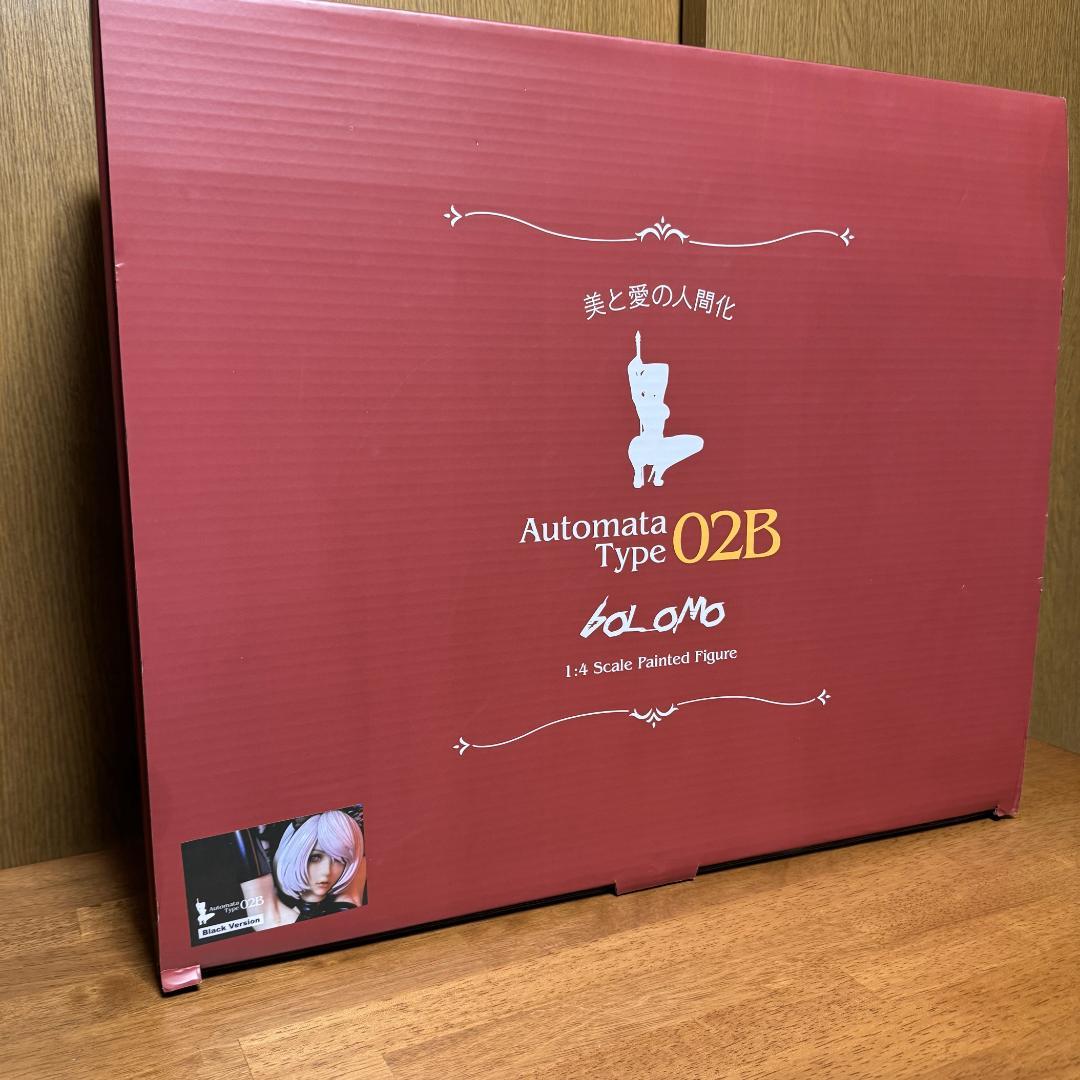 美と愛の人間化
Automata
Type 02B
bOLOMO
1:4 Scale Painted Figure
Automata
Type 02B
Black Version